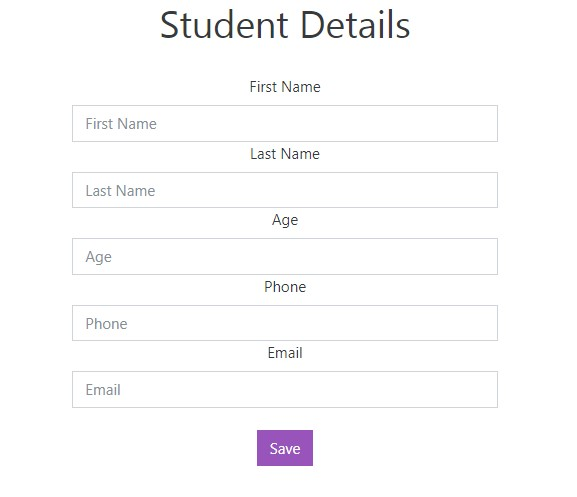 Student Details
First Name
First Name
Last Name
Last Name
Age
Age
Phone
Phone
Email
Email
Save